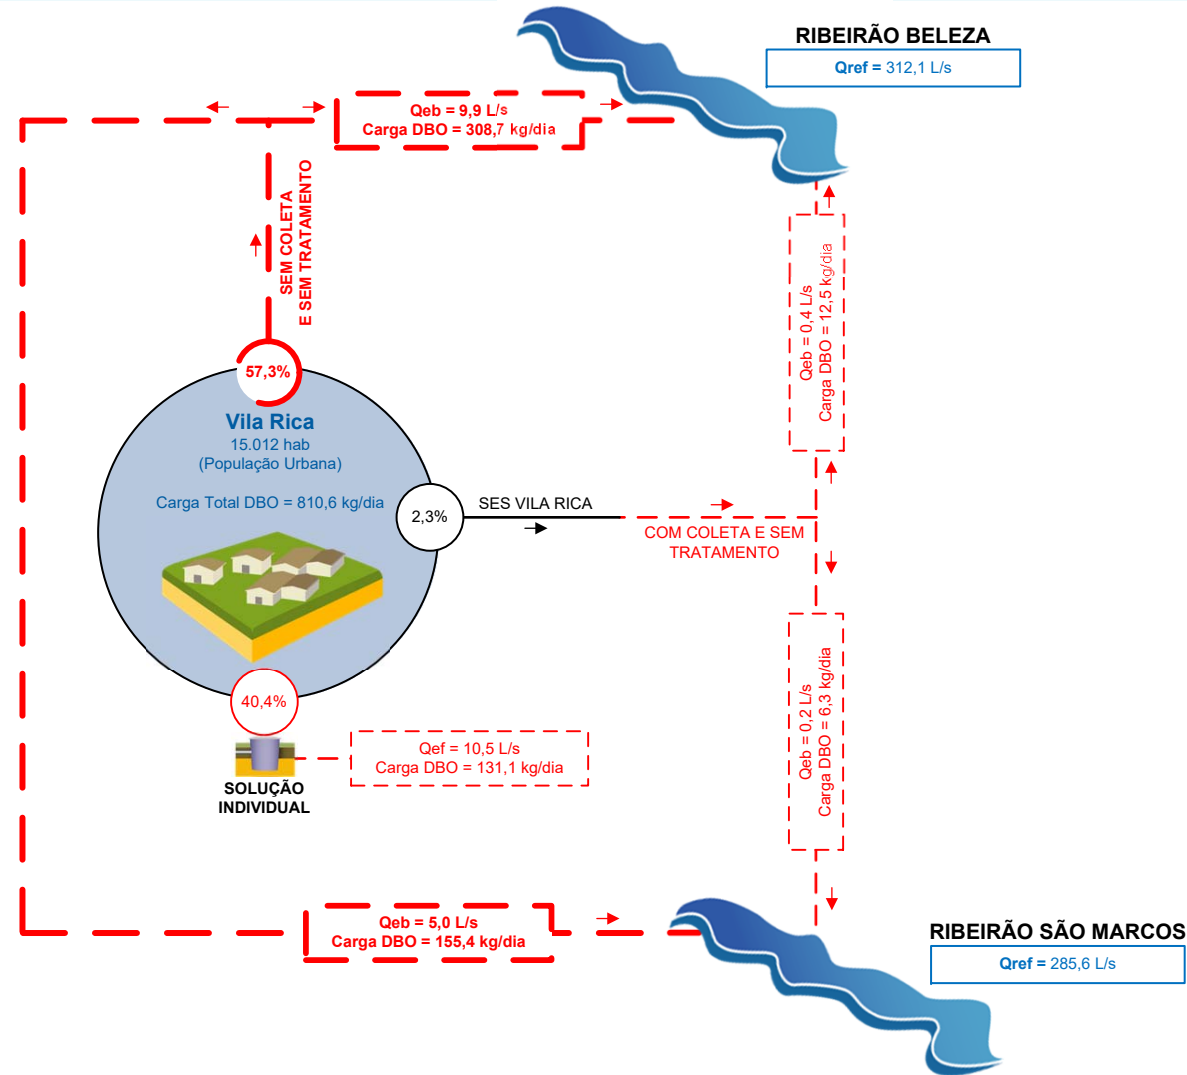 RIBEIRÃO BELEZA
Qref = 312,1 L/s
Qeb = 9,9 L/s
Carga DBO = 308,7 kg/dia
SEM COLETA
E SEM TRATAMENTO
57,3%
Vila Rica
15.012 hab
(População Urbana)
Carga Total DBO = 810,6 kg/dia
2,3%
SES VILA RICA
COM COLETA E SEM
TRATAMENTO
Qeb = 0,4 L/s
Carga DBO = 12,5 kg/dia
Qeb = 0,2 L/s
Carga DBO = 6,3 kg/dia
40,4%
SOLUÇÃO
INDIVIDUAL
Qef = 10,5 L/s
Carga DBO = 131,1 kg/dia
Qeb = 5,0 L/s
Carga DBO = 155,4 kg/dia
RIBEIRÃO SÃO MARCOS
Qref = 285,6 L/s